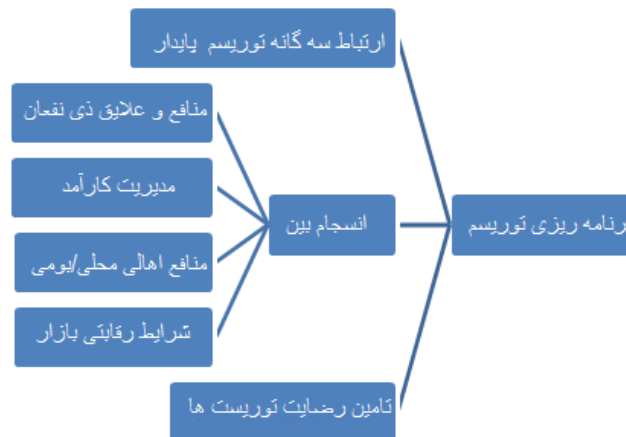 ارتباط سه گانه توریسم پایدار
منافع و علایق ذی نفعان
مدیریت کارآمد
انسجام بین
رنامه ریزی توریسم
منافع اهالی محلی/بومی
شرایط رقابتی بازار
تامین رضایت توریست ها